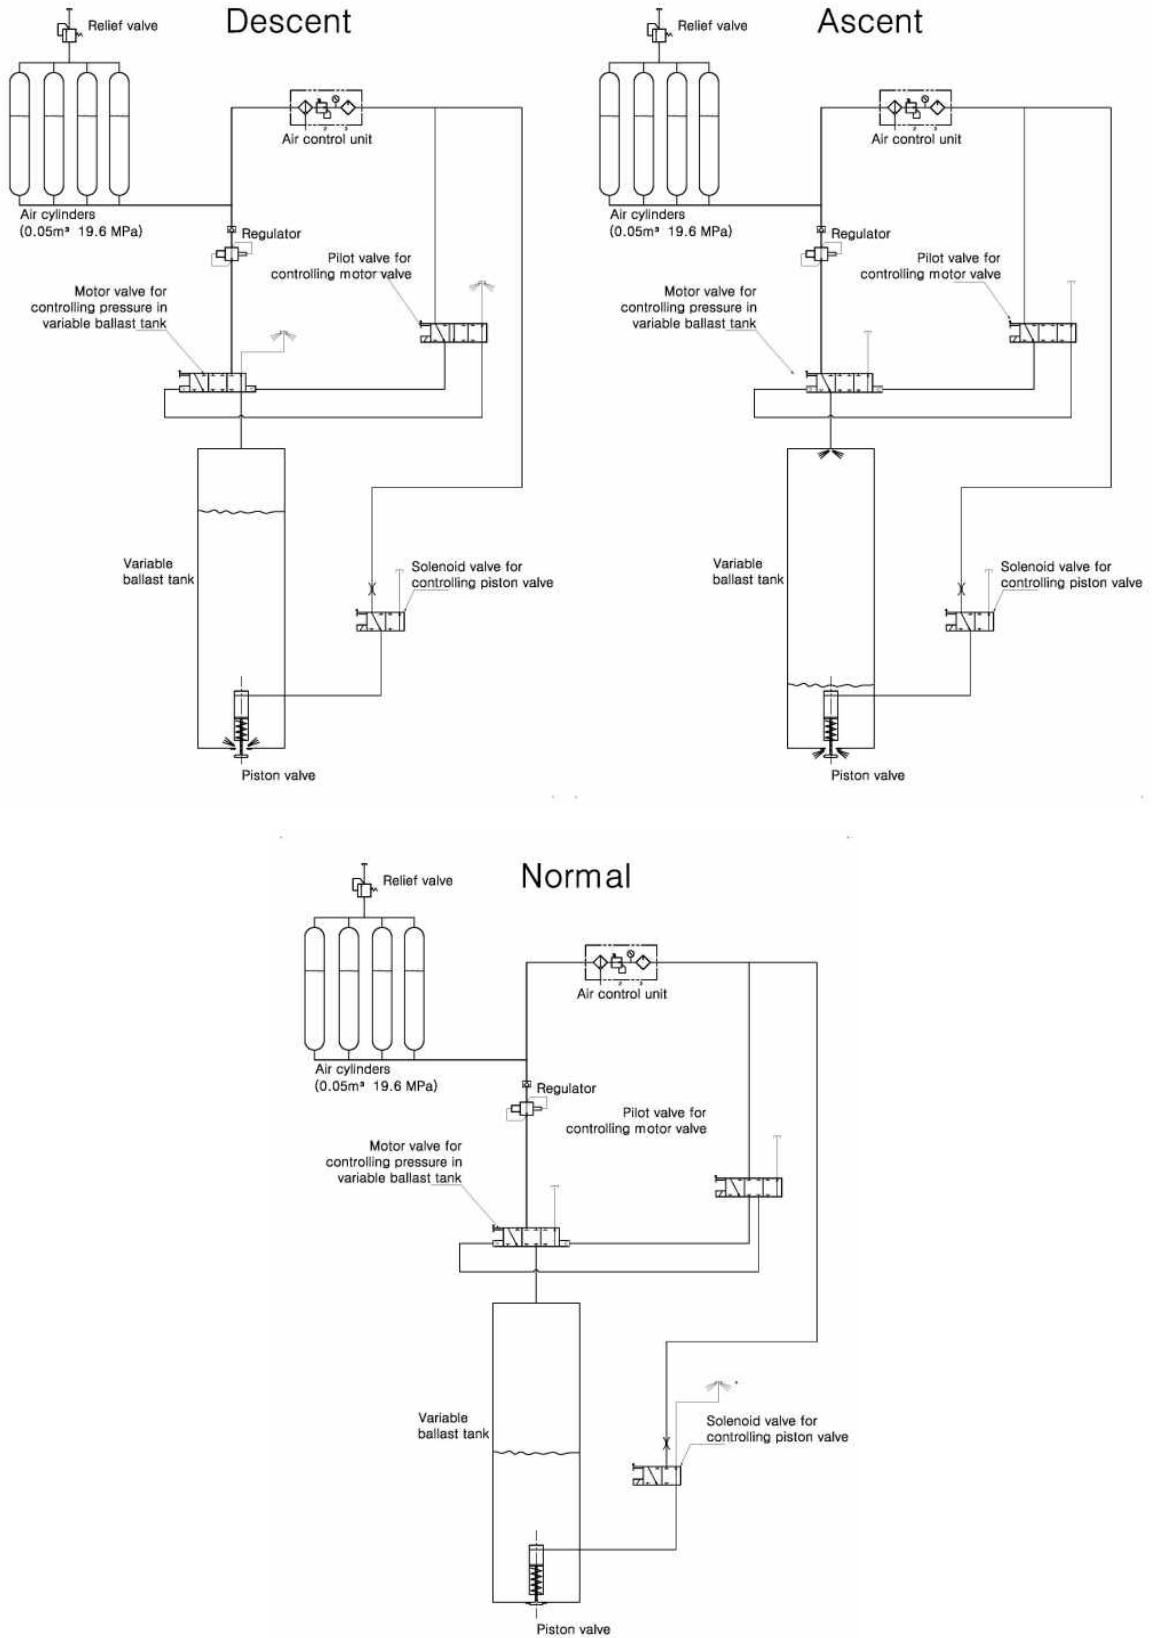 Descent
Relief valve
Air control unit
Air cylinders
(0.05m³ 19.6 MPa)
Regulator
Pilot valve for
controlling motor valve
Motor valve for
controlling pressure in
variable ballast tank
Variable
ballast tank
Solenoid valve for
controlling piston valve
Piston valve
Ascent
Relief valve
Air control unit
Air cylinders
(0.05m³ 19.6 MPa)
Regulator
Pilot valve for
controlling motor valve
Motor valve for
controlling pressure in
variable ballast tank
Variable
ballast tank
Solenoid valve for
controlling piston valve
Piston valve
Normal
Relief valve
Air control unit
Air cylinders
(0.05m³ 19.6 MPa)
Regulator
Pilot valve for
controlling motor valve
Motor valve for
controlling pressure in
variable ballast tank
Variable
ballast tank
Solenoid valve for
controlling piston valve
Piston valve